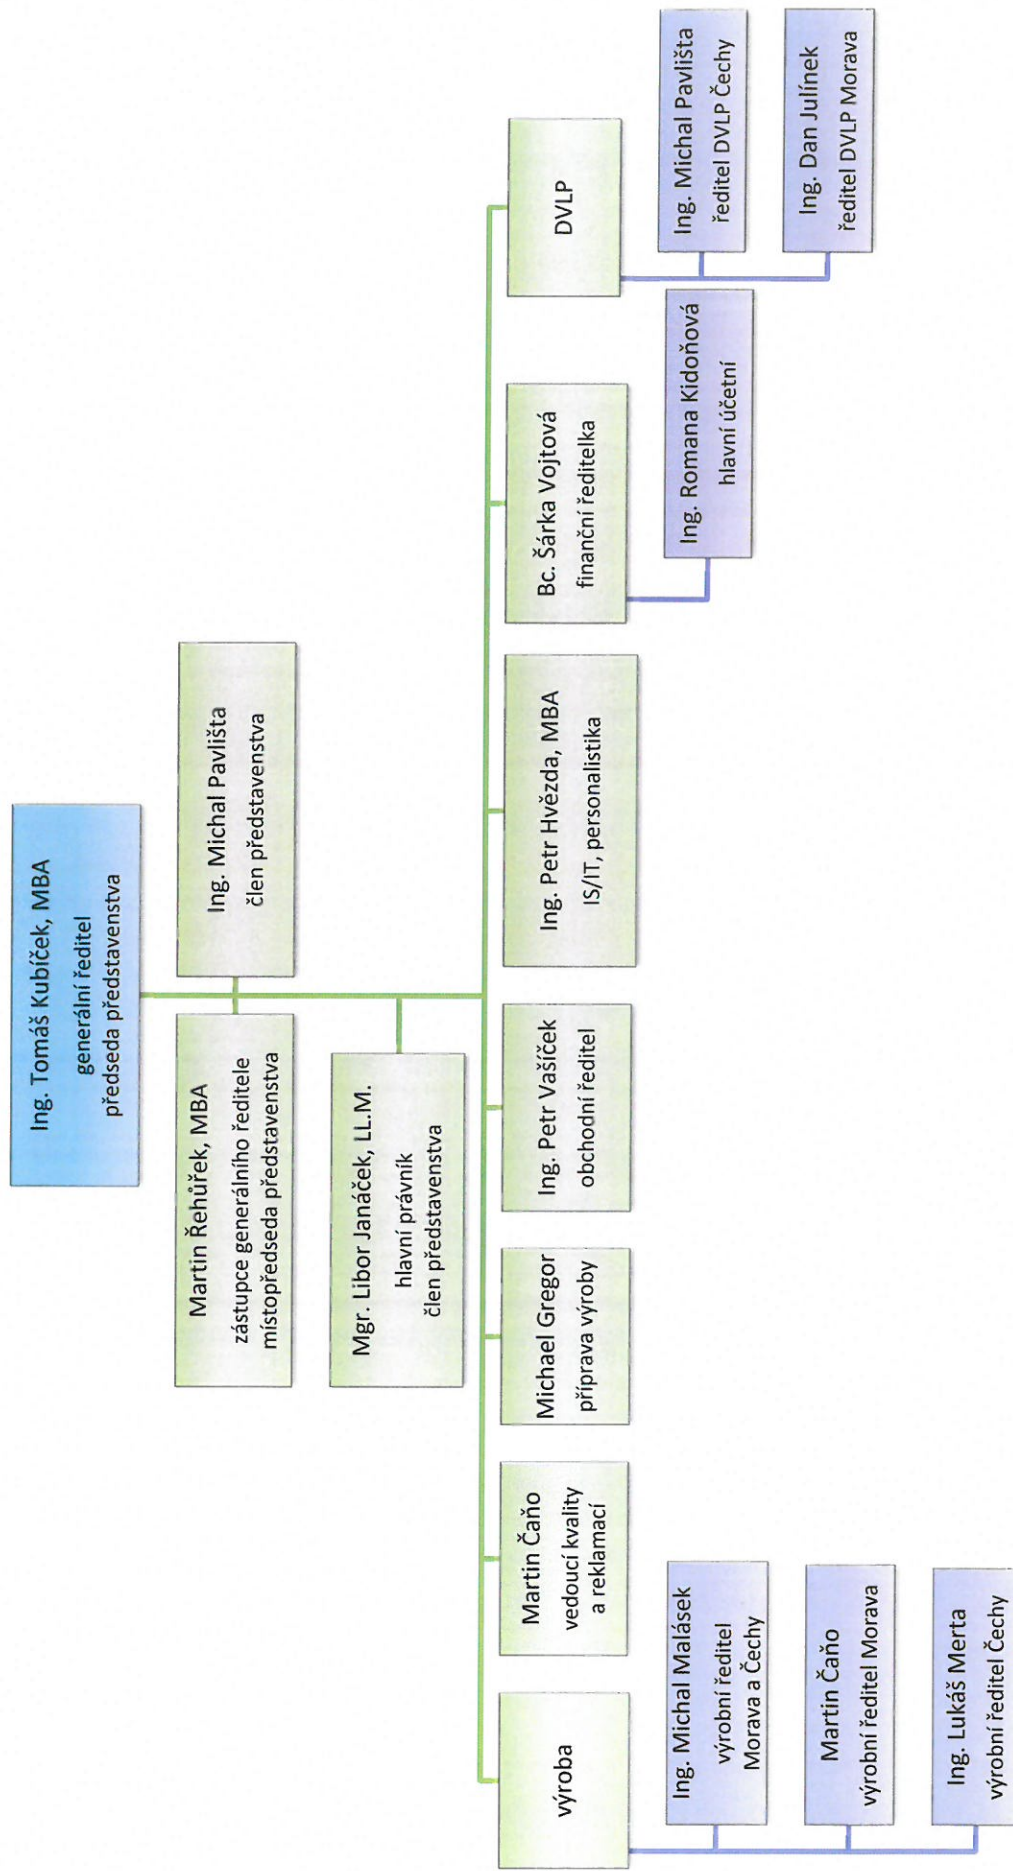 Ing. Tomáš Kubíček, MBA
generální ředitel
předseda představenstva
Martin Řehůřek, MBA
zástupce generálního ředitele
místopředseda představenstva
Ing. Michal Pavlišta
člen představenstva
Mgr. Libor Janáček, LL.M.
hlavní právník
člen představenstva
výroba
Martin Čaňo
vedoucí kvality
a reklamací
Michael Gregor
příprava výroby
Ing. Petr Vašíček
obchodní ředitel
Ing. Petr Hvězda, MBA
IS/IT, personalistika
Bc. Šárka Vojtová
finanční ředitelka
DVLP
Ing. Michal Malásek
výrobní ředitel
Morava a Čechy
Martin Čaňo
výrobní ředitel Morava
Ing. Lukáš Merta
výrobní ředitel Čechy
Ing. Romana Kidoňová
hlavní účetní
Ing. Michal Pavlišta
ředitel DVLP Čechy
Ing. Dan Julínek
ředitel DVLP Morava